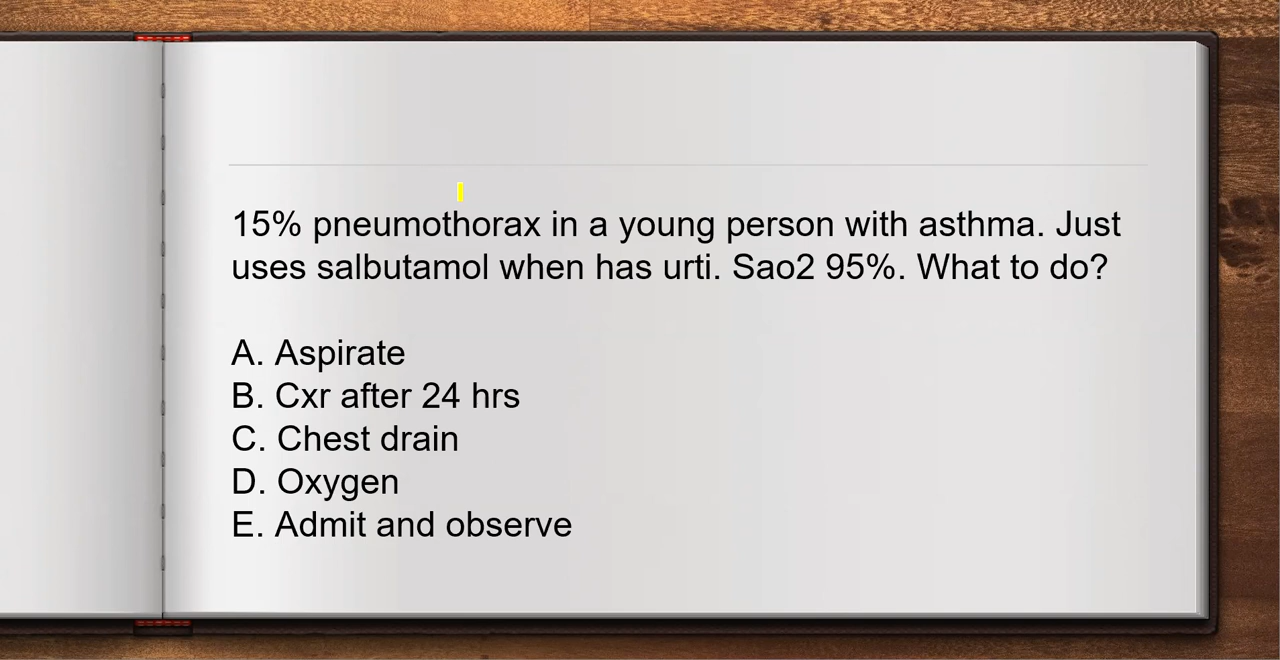 15% pneumothorax in a young person with asthma. Just
uses salbutamol when has urti. Sao2 95%. What to do?
A. Aspirate
B. Cxr after 24 hrs
C. Chest drain
D. Oxygen
E. Admit and observe